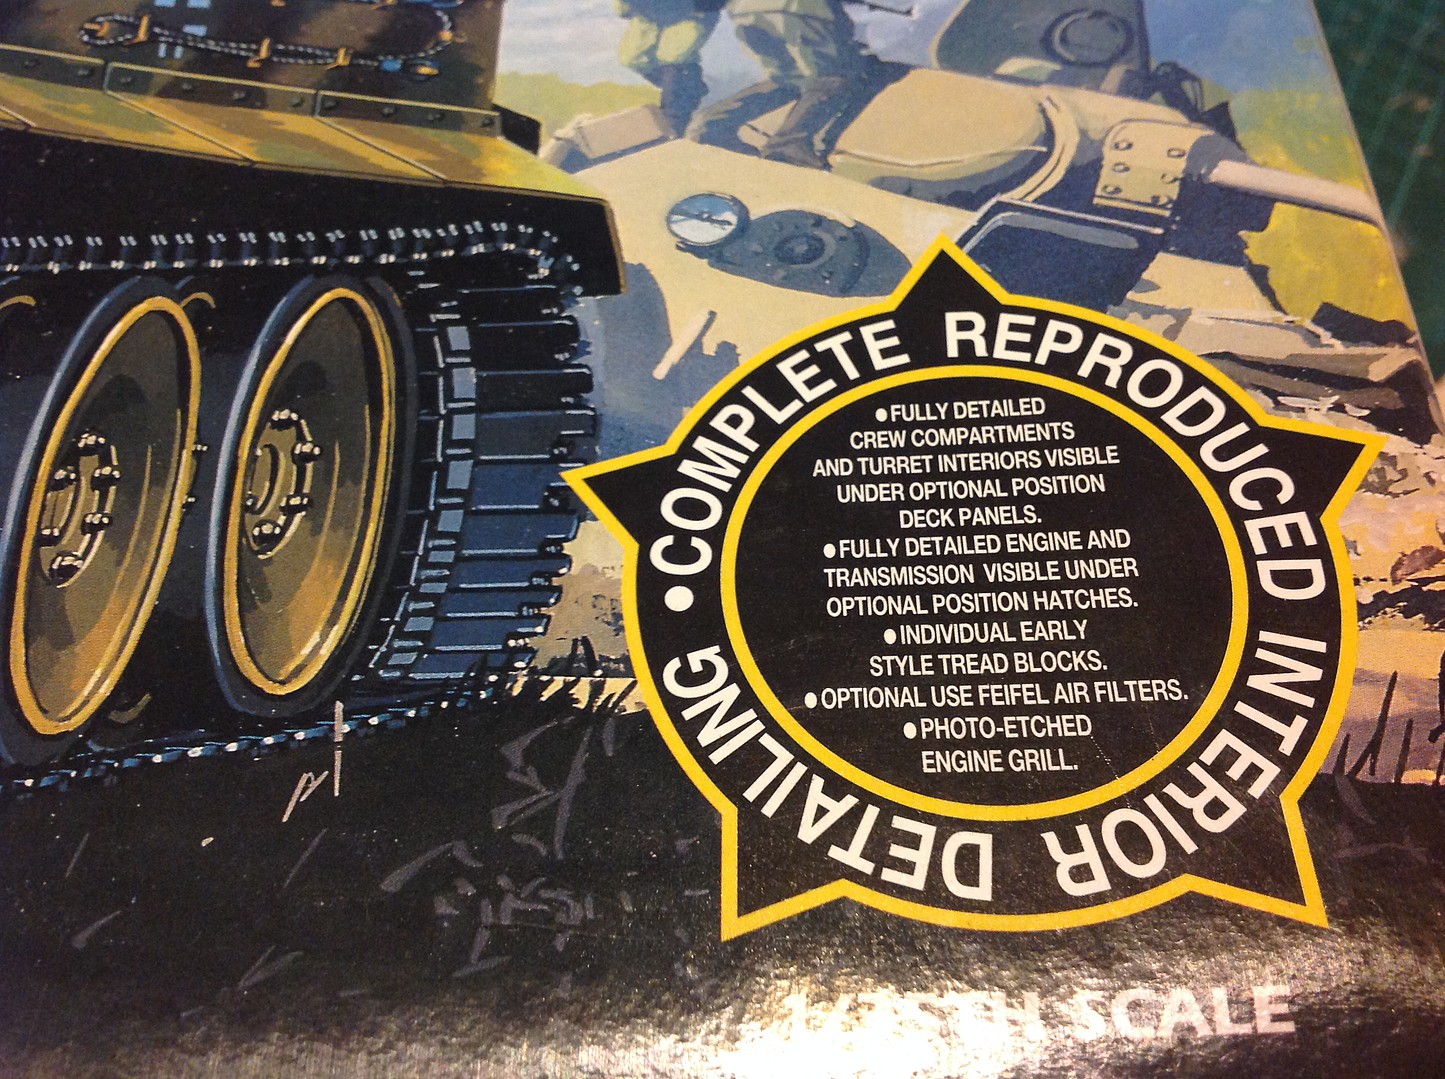 •COMPLETE REPRODUCED INTERIOR DETAILING
•FULLY DETAILED
CREW COMPARTMENTS
AND TURRET INTERIORS VISIBLE
UNDER OPTIONAL POSITION
DECK PANELS.
•FULLY DETAILED ENGINE AND
TRANSMISSION VISIBLE UNDER
OPTIONAL POSITION HATCHES.
•INDIVIDUAL EARLY
STYLE TREAD BLOCKS.
•OPTIONAL USE FEIFEL AIR FILTERS.
•PHOTO-ETCHED
ENGINE GRILL.
1/35TH SCALE